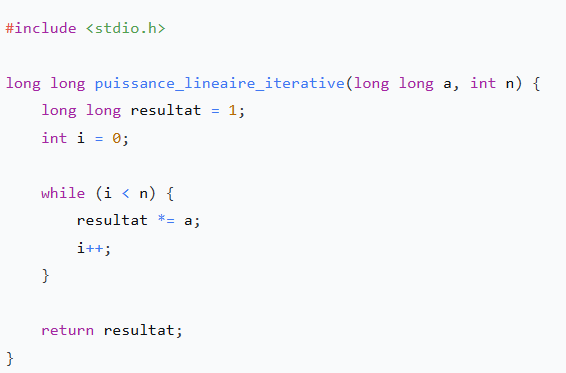 #include <stdio.h>
long long puissance_lineaire_iterative(long long a, int n) {
    long long resultat = 1;
    int i = 0;
    while (i < n) {
        resultat *= a;
        i++;
    }
    return resultat;
}